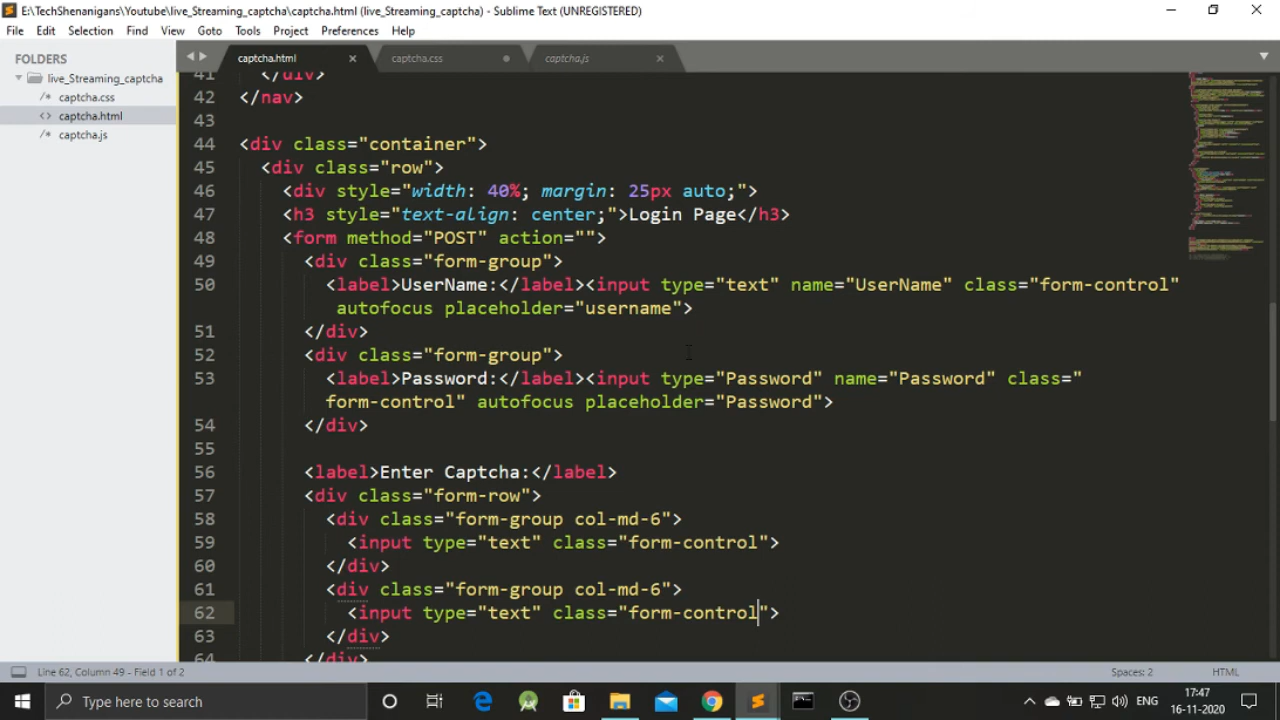 E:\TechShenanigans\Youtube\live_Streaming_captcha\captcha.html (live_Streaming_captcha) - Sublime Text (UNREGISTERED)
File Edit Selection Find View Goto Tools Project Preferences Help
FOLDERS
live_Streaming_captcha
/* captcha.css
<> captcha.html
/* captcha.js
captcha.html captcha.css captcha.js
41 </div>
42 </nav>
43
44 <div class="container">
45 <div class="row">
46 <div style="width: 40%; margin: 25px auto;">
47 <h3 style="text-align: center;">Login Page</h3>
48 <form method="POST" action="">
49 <div class="form-group">
50 <label>UserName:</label><input type="text" name="UserName" class="form-control"
autofocus placeholder="username">
51 </div>
52 <div class="form-group">
53 <label>Password:</label><input type="Password" name="Password" class="
form-control" autofocus placeholder="Password">
54 </div>
55
56 <label>Enter Captcha:</label>
57 <div class="form-row">
58 <div class="form-group col-md-6">
59 <input type="text" class="form-control">
60 </div>
61 <div class="form-group col-md-6">
62 <input type="text" class="form-control">
63 </div>
64 </div>
Line 62, Column 49 - Field 1 of 2 Spaces: 2 HTML
Type here to search
ENG
17:47
16-11-2020